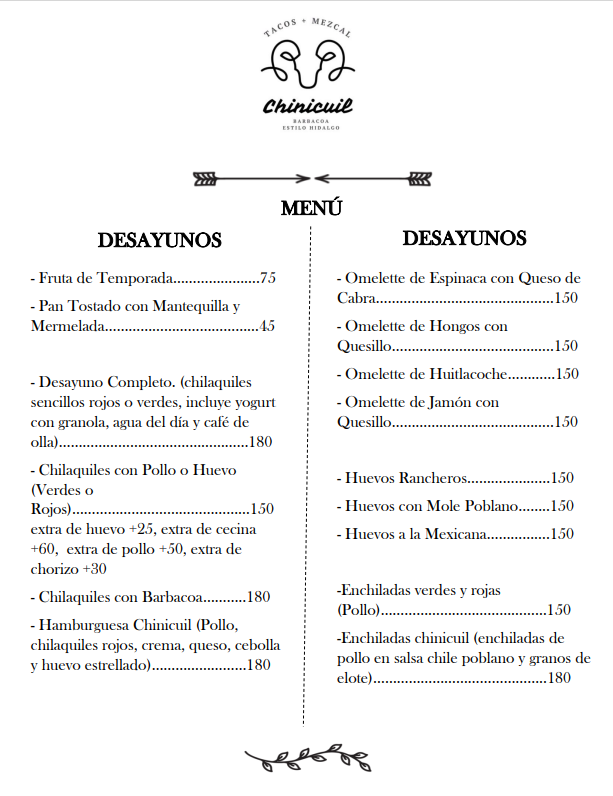 TACOS + MEZCAL
Chinicuil
BARBACOA
ESTILO HIDALGO
MENÚ
DESAYUNOS
- Fruta de Temporada......................75
- Pan Tostado con Mantequilla y
Mermelada.......................................45
- Desayuno Completo. (chilaquiles
sencillos rojos o verdes, incluye yogurt
con granola, agua del día y café de
olla)................................................180
- Chilaquiles con Pollo o Huevo
(Verdes o
Rojos).............................................150
extra de huevo +25, extra de cecina
+60,  extra de pollo +50, extra de
chorizo +30
- Chilaquiles con Barbacoa...........180
- Hamburguesa Chinicuil (Pollo,
chilaquiles rojos, crema, queso, cebolla
y huevo estrellado)........................180
DESAYUNOS
- Omelette de Espinaca con Queso de
Cabra.............................................150
- Omelette de Hongos con
Quesillo.........................................150
- Omelette de Huitlacoche............150
- Omelette de Jamón con
Quesillo.........................................150
- Huevos Rancheros.....................150
- Huevos con Mole Poblano........150
- Huevos a la Mexicana................150
-Enchiladas verdes y rojas
(Pollo)..........................................150
-Enchiladas chinicuil (enchiladas de
pollo en salsa chile poblano y granos de
elote)............................................180